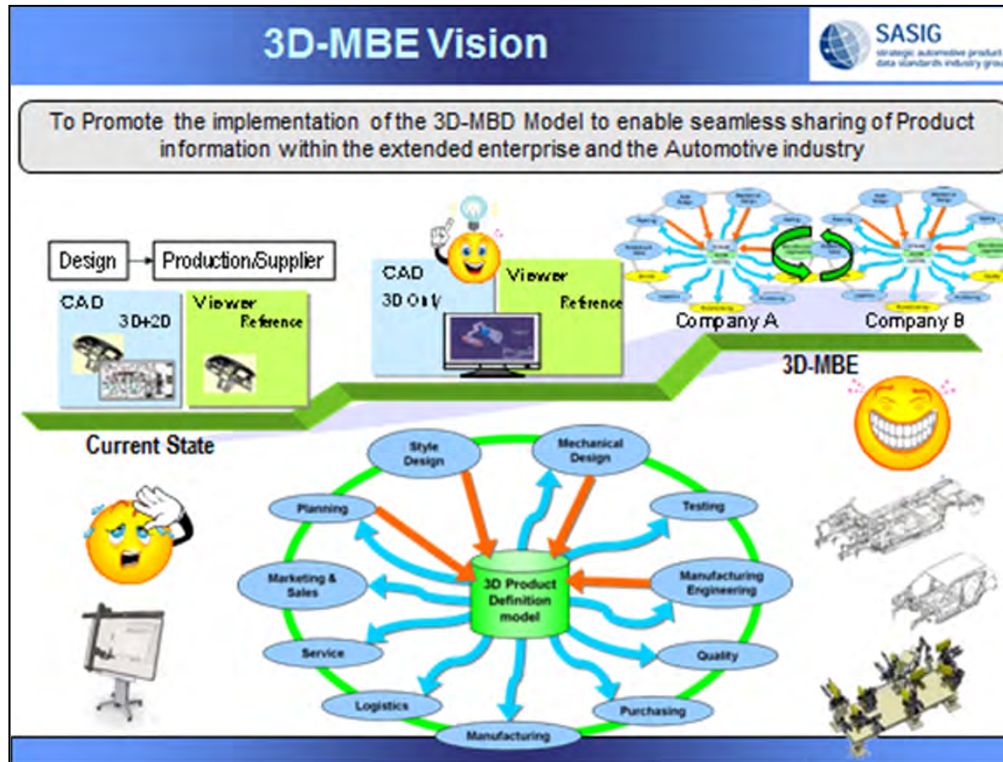 3D-MBE Vision
SASIG
strategic automotive product
data standards industry group
To Promote the implementation of the 3D-MBD Model to enable seamless sharing of Product
information within the extended enterprise and the Automotive industry
Design
Production/Supplier
CAD
3D+2D
Viewer
Reference
CAD
3D Only
Viewer
Reference
Company A
Company B
3D-MBE
Current State
Style
Design
Mechanical
Design
Planning
Testing
Marketing &
Sales
3D Product
Definition
model
Manufacturing
Engineering
Service
Quality
Logistics
Purchasing
Manufacturing